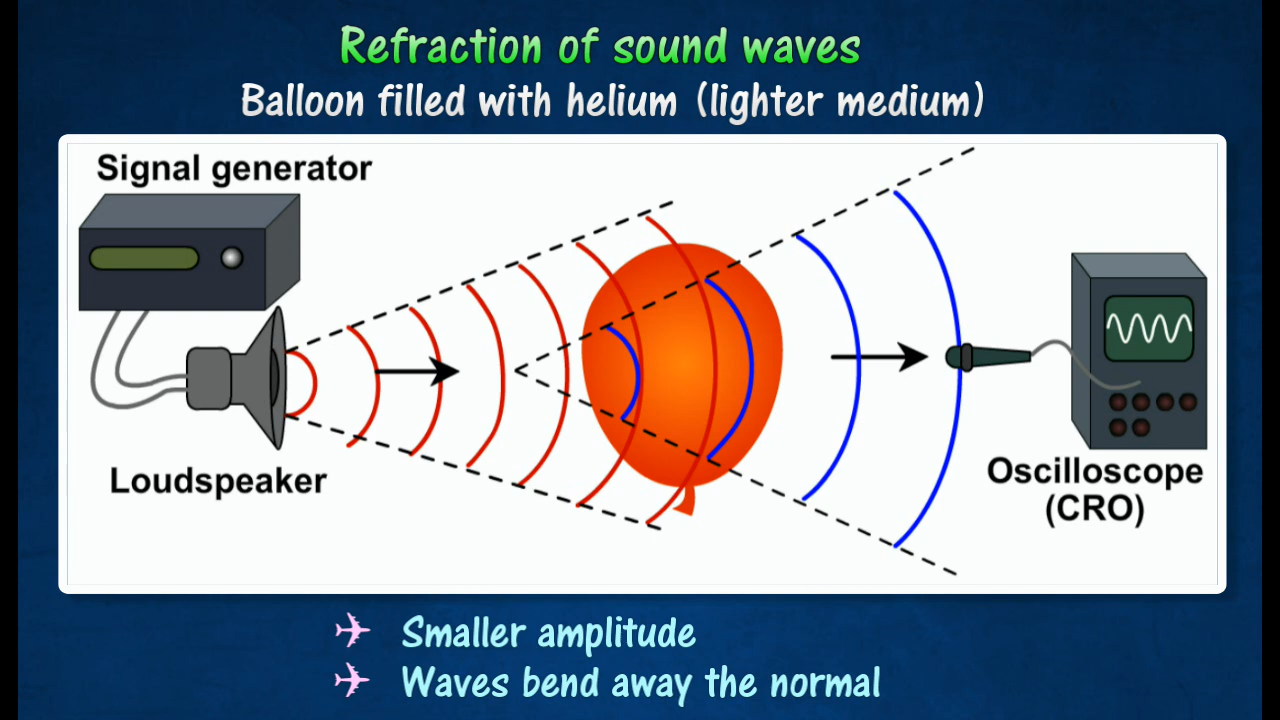 Refraction of sound waves
Balloon filled with helium (lighter medium)
Signal generator
Loudspeaker
Oscilloscope
(CRO)
Smaller amplitude
Waves bend away the normal